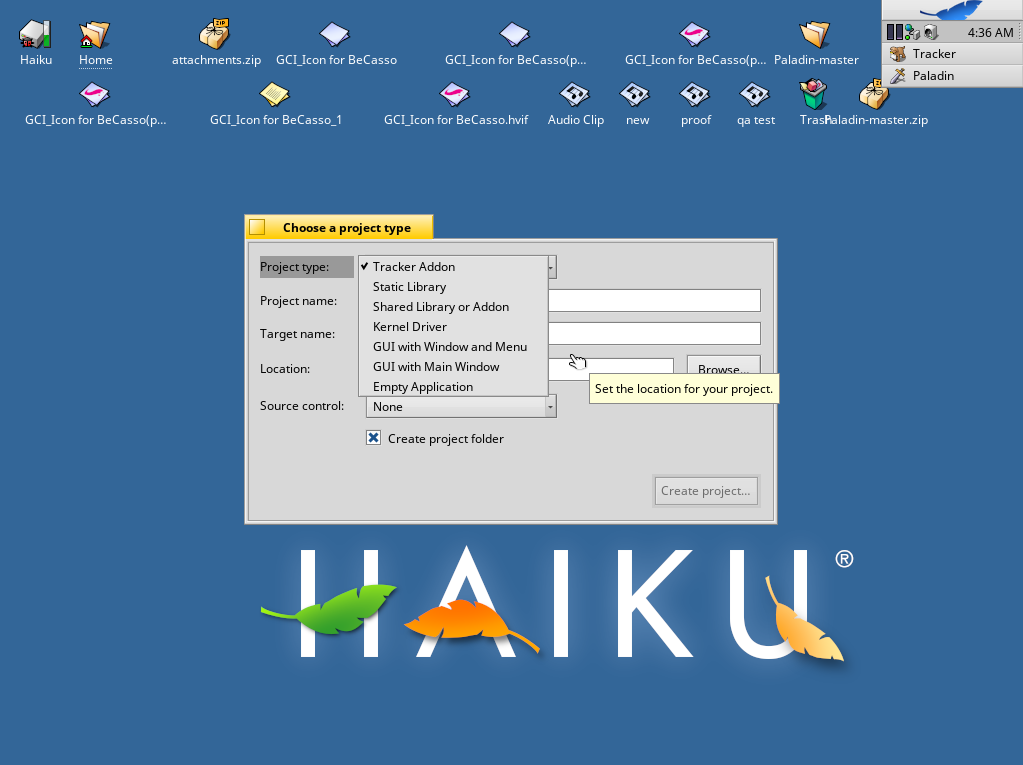 4:36 AM
Tracker
Paladin
Haiku
Home
attachments.zip
GCI_Icon for BeCasso
GCI_Icon for BeCasso(p...
GCI_Icon for BeCasso(p...
Paladin-master
GCI_Icon for BeCasso(p...
GCI_Icon for BeCasso_1
GCI_Icon for BeCasso.hvif
Audio Clip
new
proof
qa test
Trash
Paladin-master.zip
Choose a project type
Project type:
Tracker Addon
Static Library
Shared Library or Addon
Kernel Driver
GUI with Window and Menu
GUI with Main Window
Empty Application
Project name:
Target name:
Location:
Browse...
Set the location for your project.
Source control:
None
Create project folder
Create project...
HAIKU®